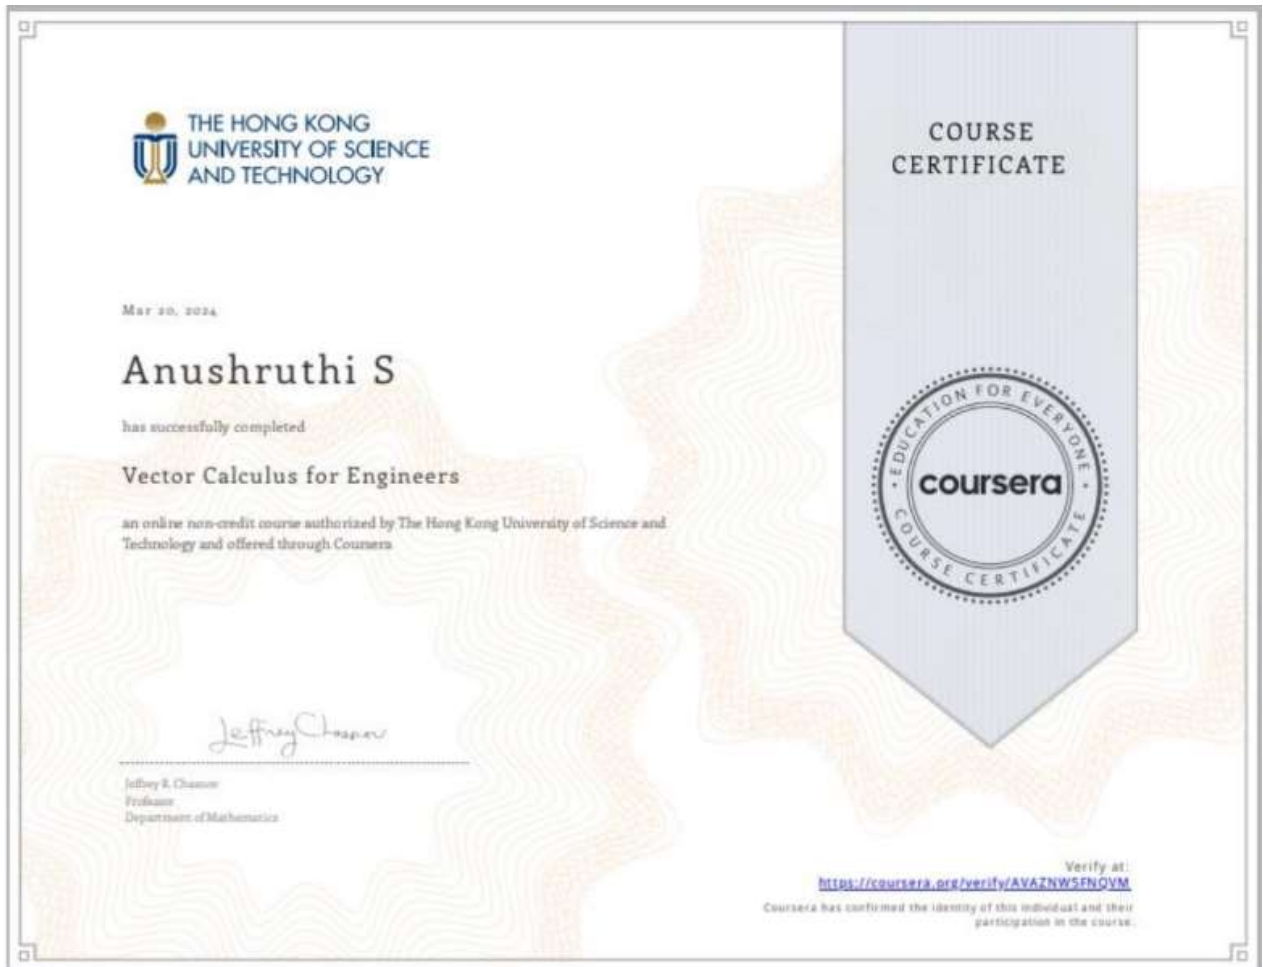 THE HONG KONG
UNIVERSITY OF SCIENCE
AND TECHNOLOGY
COURSE
CERTIFICATE
Mar 20, 2024
Anushruthi S
has successfully completed
Vector Calculus for Engineers
an online non-credit course authorized by The Hong Kong University of Science and
Technology and offered through Coursera
EDUCATION FOR EVERYONE
coursera
COURSE CERTIFICATE
Jeffrey Chasnov
Jeffrey R. Chasnov
Professor
Department of Mathematics
Verify at:
https://coursera.org/verify/AVAZNW5FNQVM
Coursera has confirmed the identity of this individual and their
participation in the course.